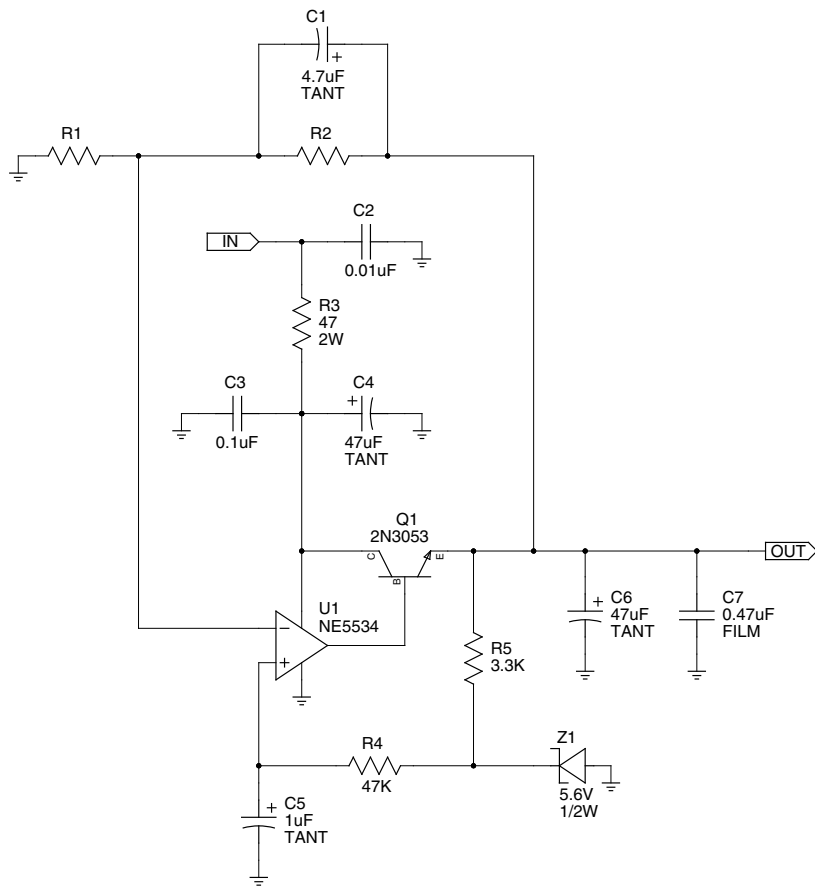 C1
+
4.7uF
TANT
R1
R2
C2
IN
0.01uF
R3
47
2W
C3
C4
+
0.1uF
47uF
TANT
Q1
2N3053
C
E
B
OUT
U1
NE5534
−
+
R5
3.3K
+
C6
47uF
TANT
C7
0.47uF
FILM
R4
47K
Z1
5.6V
1/2W
+
C5
1uF
TANT